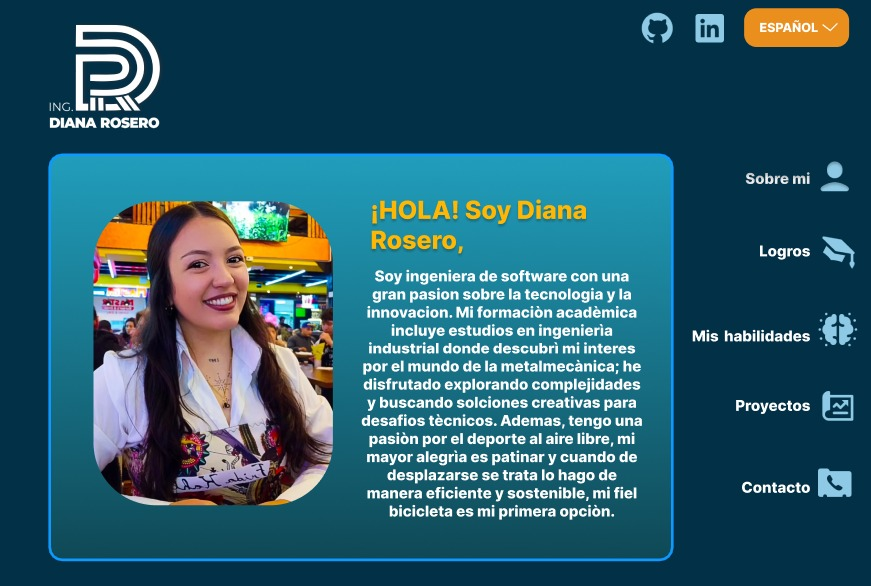 ESPAÑOL
ING.
DIANA ROSERO
¡HOLA! Soy Diana
Rosero,
Soy ingeniera de software con una
gran pasion sobre la tecnologia y la
innovacion. Mi formaciòn acadèmica
incluye estudios en ingenierìa
industrial donde descubrì mi interes
por el mundo de la metalmecànica; he
disfrutado explorando complejidades
y buscando solciones creativas para
desafios tècnicos. Ademas, tengo una
pasiòn por el deporte al aire libre, mi
mayor alegrìa es patinar y cuando de
desplazarse se trata lo hago de
manera eficiente y sostenible, mi fiel
bicicleta es mi primera opciòn.
Sobre mi
Logros
Mis habilidades
Proyectos
Contacto